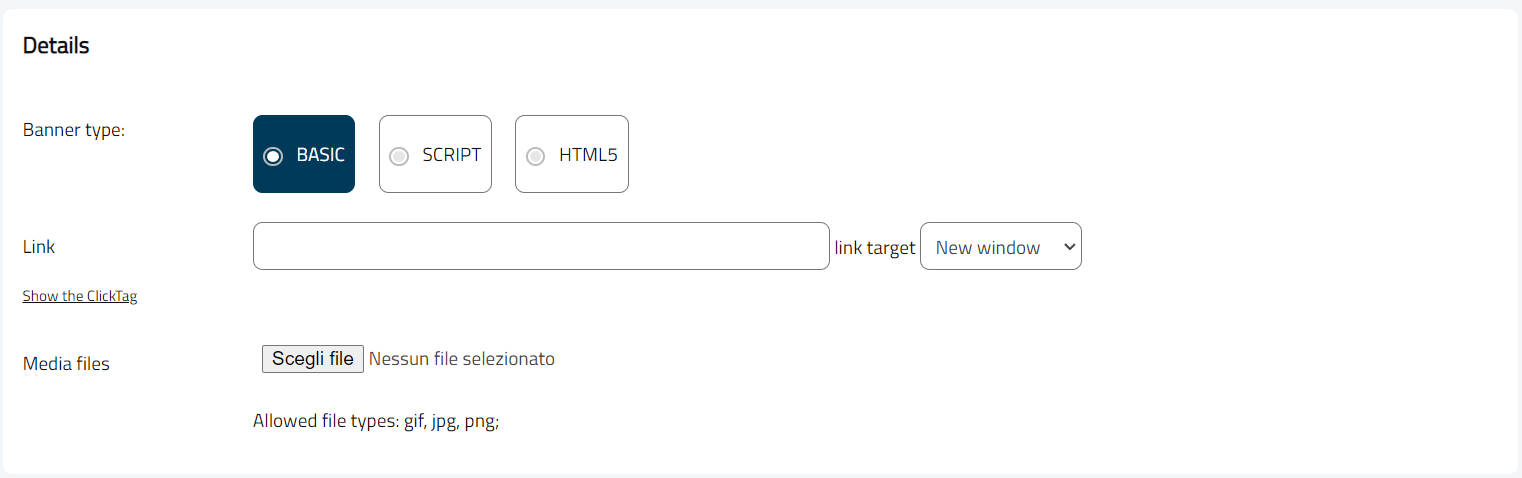 Details
Banner type:
BASIC
SCRIPT
HTML5
Link
link target
New window
Show the ClickTag
Media files
Scegli file Nessun file selezionato
Allowed file types: gif, jpg, png;